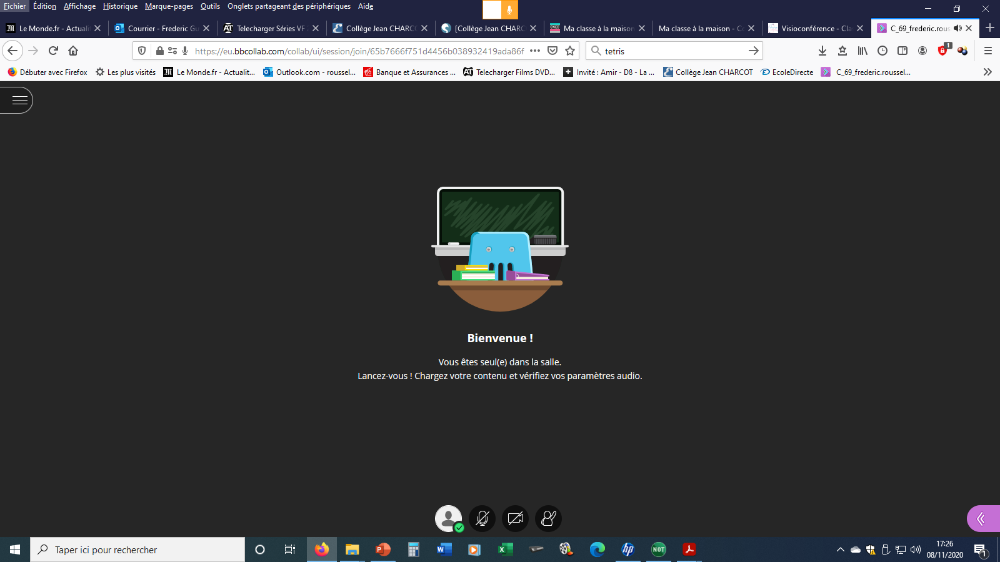 Fichier Édition Affichage Historique Marque-pages Outils Onglets partageant des périphériques Aide
Le Monde.fr - Actuali Courrier - Frederic Gu Telecharger Séries VF Collège Jean CHARCO [Collège Jean CHARC Ma classe à la maison Ma classe à la maison - Ce Visioconférence - Cla C_69_frederic.rous
https://eu.bbcollab.com/collab/ui/session/join/65b7666f751d4456b038932419ada86f tetris 1
Débuter avec Firefox Les plus visités Le Monde.fr - Actualit... Outlook.com - roussel... Banque et Assurances ... Telecharger Films DVD... Invité : Amir - D8 - La ... Collège Jean CHARCOT EcoleDirecte C_69_frederic.roussel...
Bienvenue !
Vous êtes seul(e) dans la salle.
Lancez-vous ! Chargez votre contenu et vérifiez vos paramètres audio.
Taper ici pour rechercher
NOT
17:26
08/11/2020
1